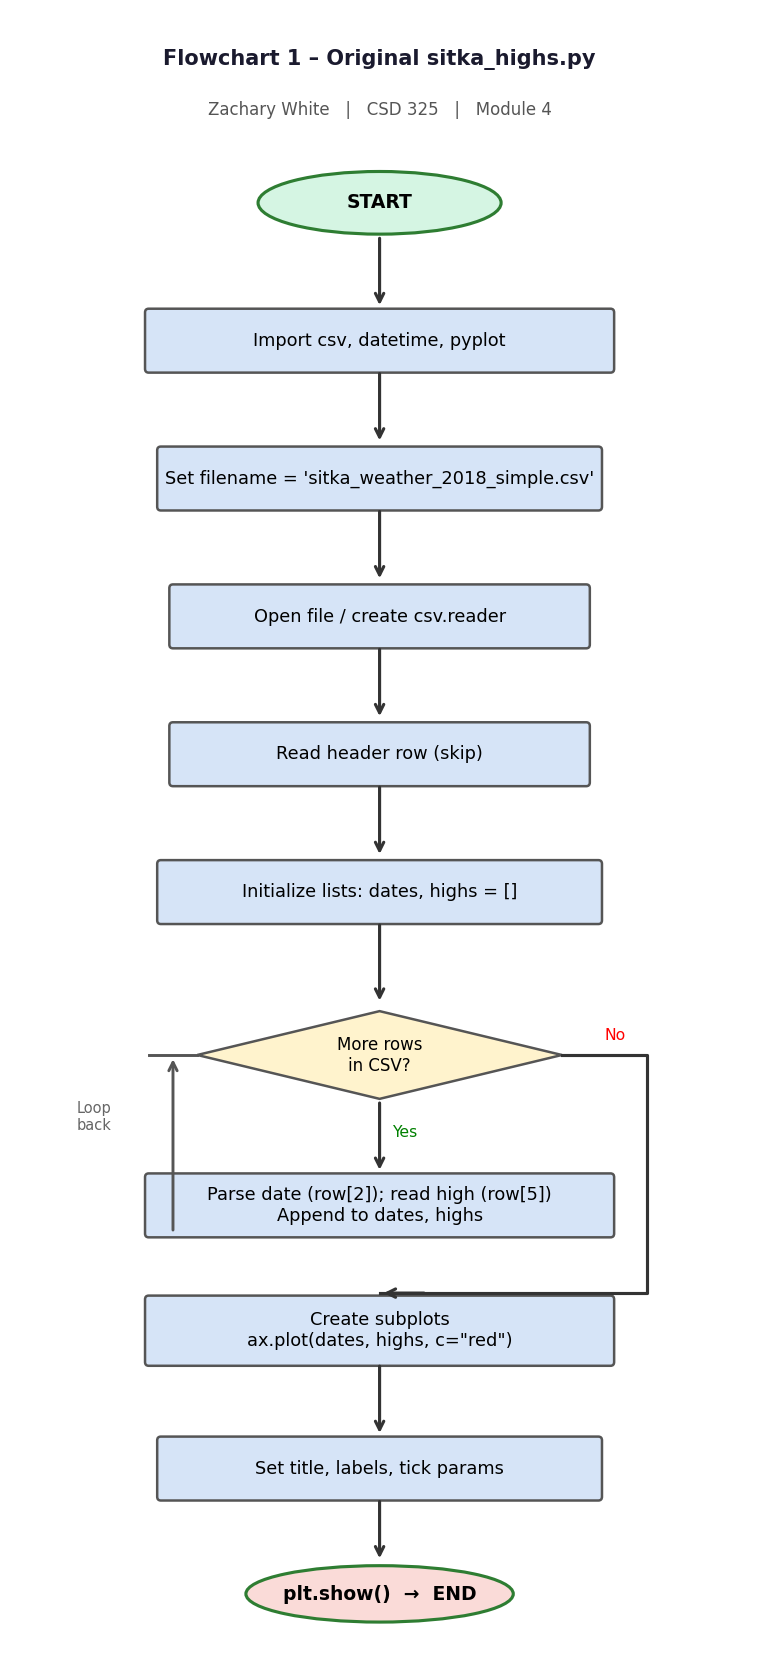 Flowchart 1 – Original sitka_highs.py
Zachary White | CSD 325 | Module 4
START
Import csv, datetime, pyplot
Set filename = 'sitka_weather_2018_simple.csv'
Open file / create csv.reader
Read header row (skip)
Initialize lists: dates, highs = []
More rows
in CSV?
No
Loop
back
Yes
Parse date (row[2]); read high (row[5])
Append to dates, highs
Create subplots
ax.plot(dates, highs, c="red")
Set title, labels, tick params
plt.show() → END